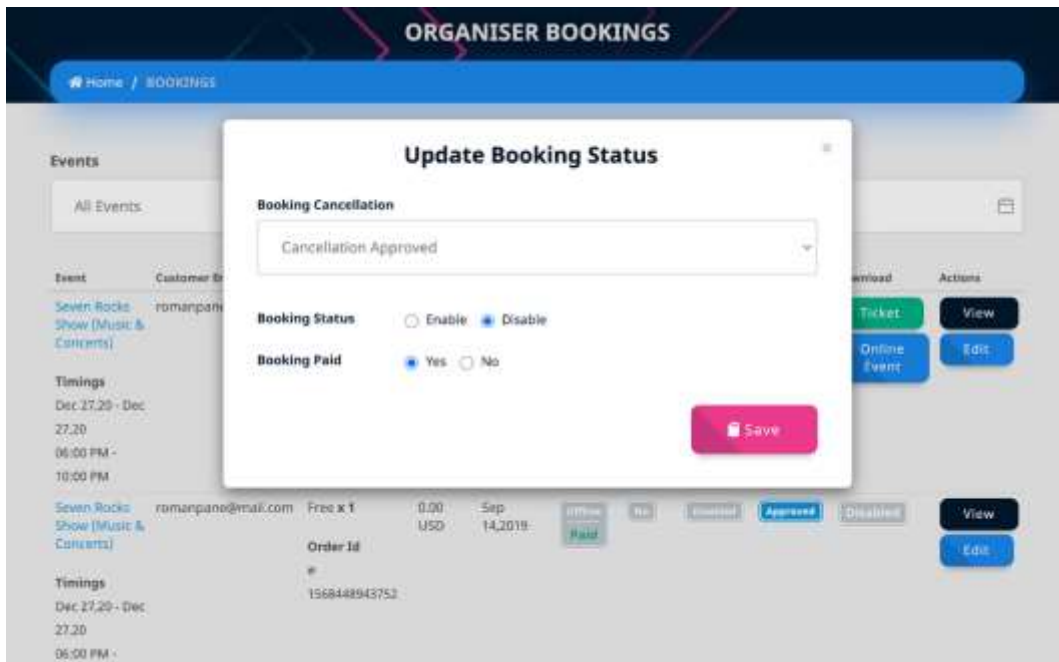 ORGANISER BOOKINGS
Home / BOOKINGS
Update Booking Status
Events
All Events
Booking Cancellation
Cancellation Approved
Booking Status Enable Disable
Booking Paid Yes No
Save
Event Customer Actions
Seven Rocks Show (Music & Concerts)
romanpan
Ticket
View
Online Event
Edit
Timings
Dec 27,20 - Dec
27,20
06:00 PM -
10:00 PM
Seven Rocks romanpane@mail.com Free x 1 0.00 Sep Offline No Approved Disabled View
Show (Music & USD 14,2019 Paid
Concerts) Order Id Edit
#
Timings 1568448943752
Dec 27,20 - Dec
27,20
06:00 PM -